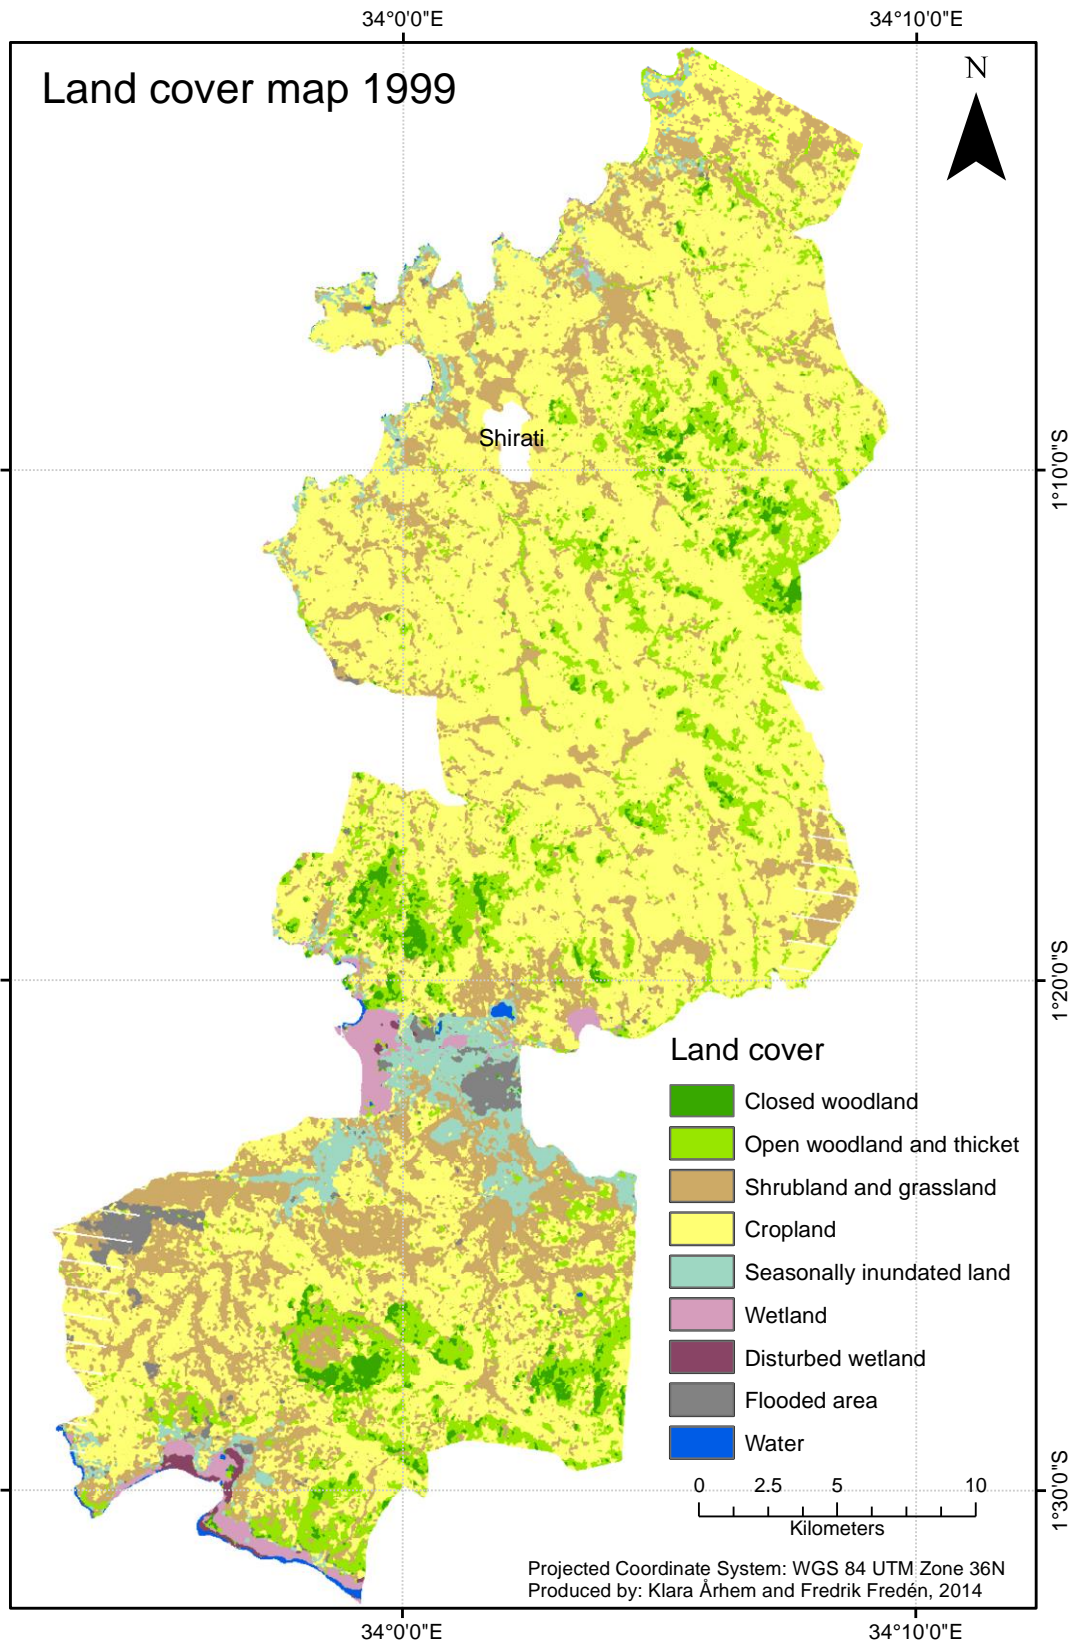 34°0'0"E
34°10'0"E
Land cover map 1999
N
Shirati
1°10'0"S
1°20'0"S
Land cover
Closed woodland
Open woodland and thicket
Shrubland and grassland
Cropland
Seasonally inundated land
Wetland
Disturbed wetland
Flooded area
Water
0 2.5 5 10
Kilometers
1°30'0"S
Projected Coordinate System: WGS 84 UTM Zone 36N
Produced by: Klara Århem and Fredrik Fredén, 2014
34°0'0"E
34°10'0"E